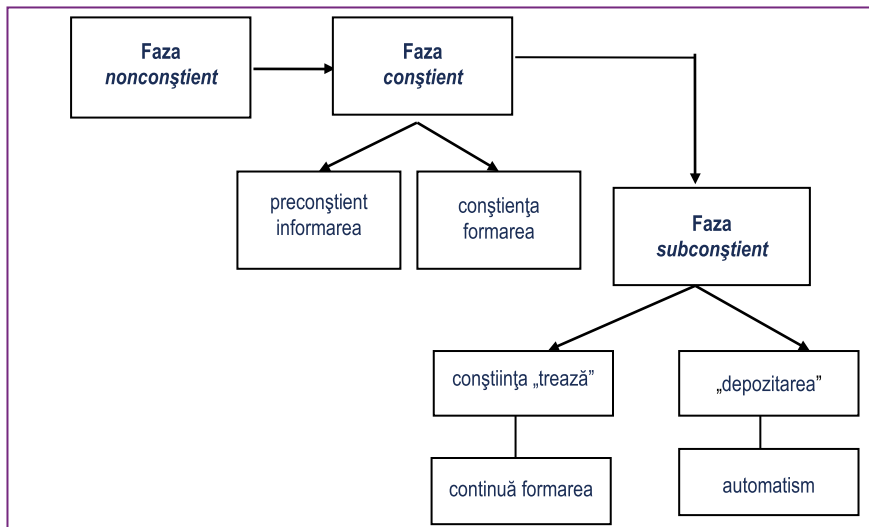 Faza
nonconştient
Faza
conştient
preconştient
informarea
conştienţa
formarea
Faza
subconştient
conştiinţa „trează”
„depozitarea”
continuă formarea
automatism